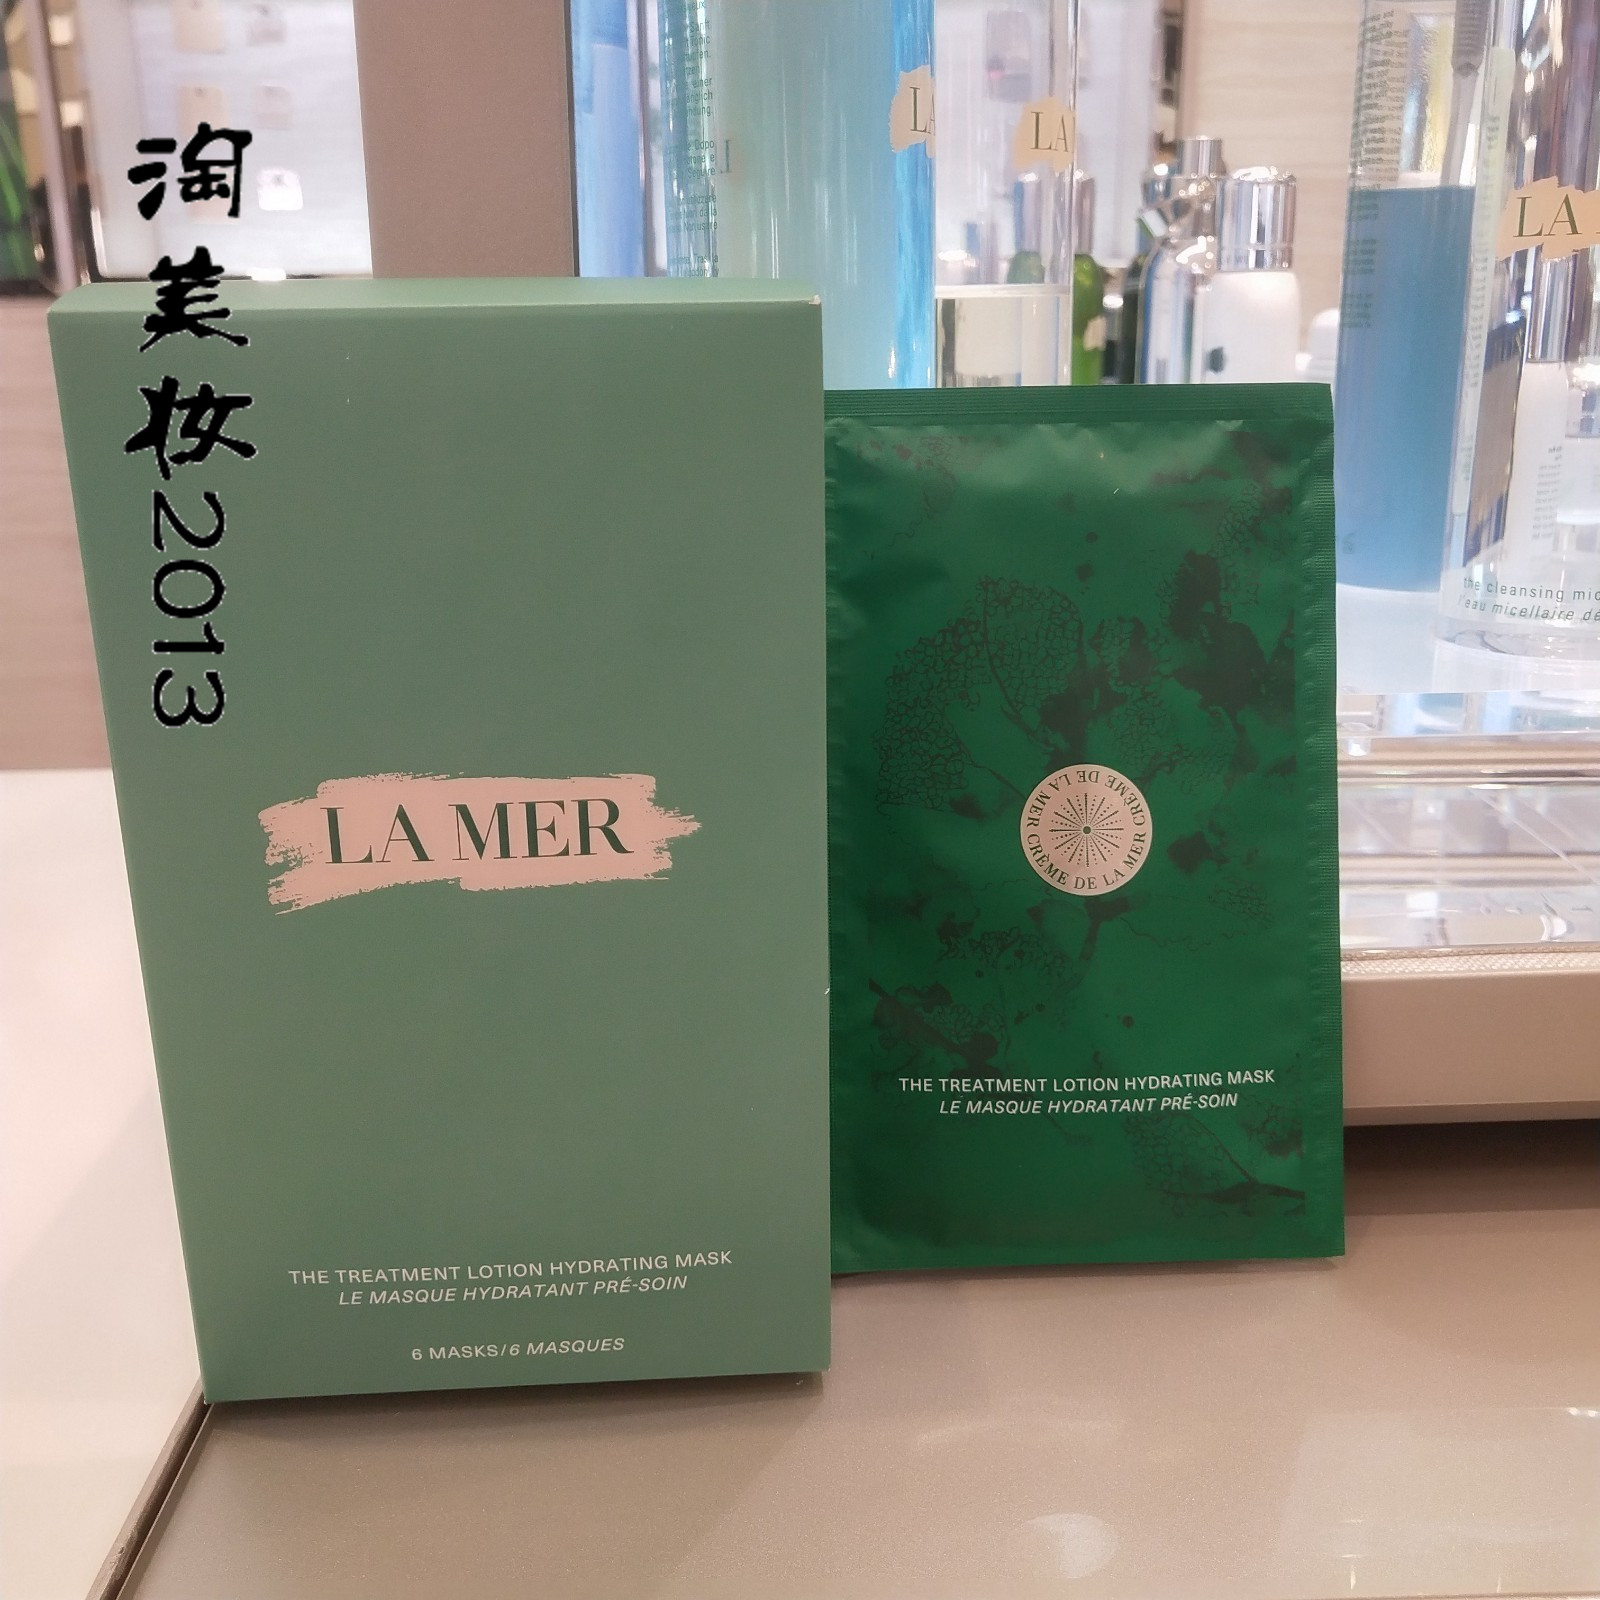 淘美妆2013
LA MER
THE TREATMENT LOTION HYDRATING MASK
LE MASQUE HYDRATANT PRÉ-SOIN
6 MASKS/6 MASQUES
CRÈME DE LA MER CRÈME DE LA MER
THE TREATMENT LOTION HYDRATING MASK
LE MASQUE HYDRATANT PRÉ-SOIN
LA
LA
LA
the cleansing
l'eau micellaire